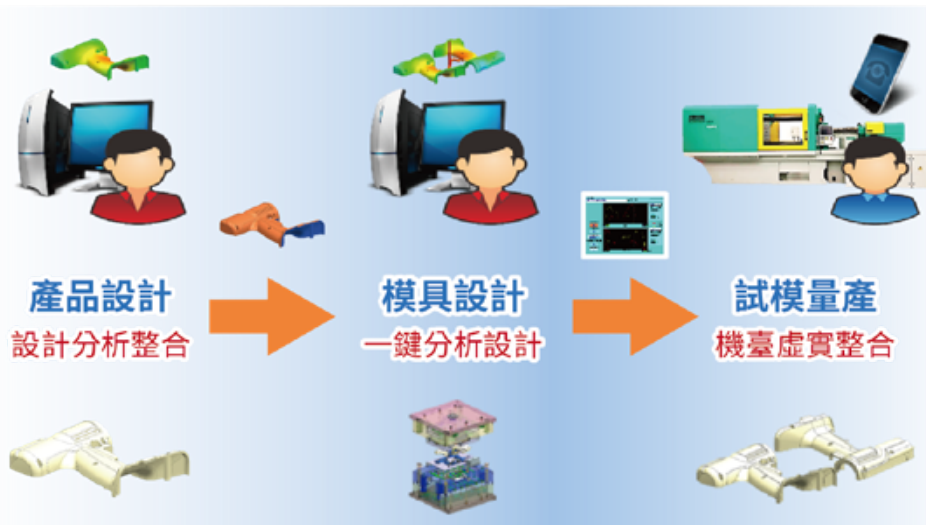 產品設計
設計分析整合
模具設計
一鍵分析設計
試模量產
機臺虛實整合